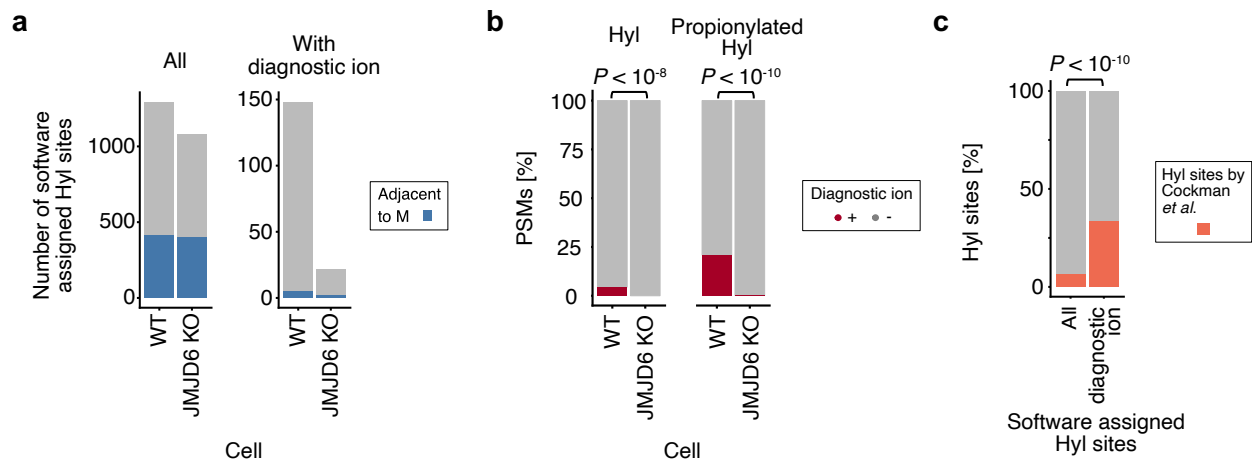 a
All
With
diagnostic ion
Number of software
assigned Hyl sites
1000
500
0
150
100
50
0
WT
JMJD6 KO
WT
JMJD6 KO
Cell
Adjacent
to M
b
Hyl
Propionylated
Hyl
P < 10-8
P < 10-10
PSMs [%]
100
75
50
25
0
WT
JMJD6 KO
WT
JMJD6 KO
Cell
Diagnostic ion
+ -
c
P < 10-10
Hyl sites [%]
100
50
0
All
diagnostic
ion
Software assigned
Hyl sites
Hyl sites by
Cockman
et al.